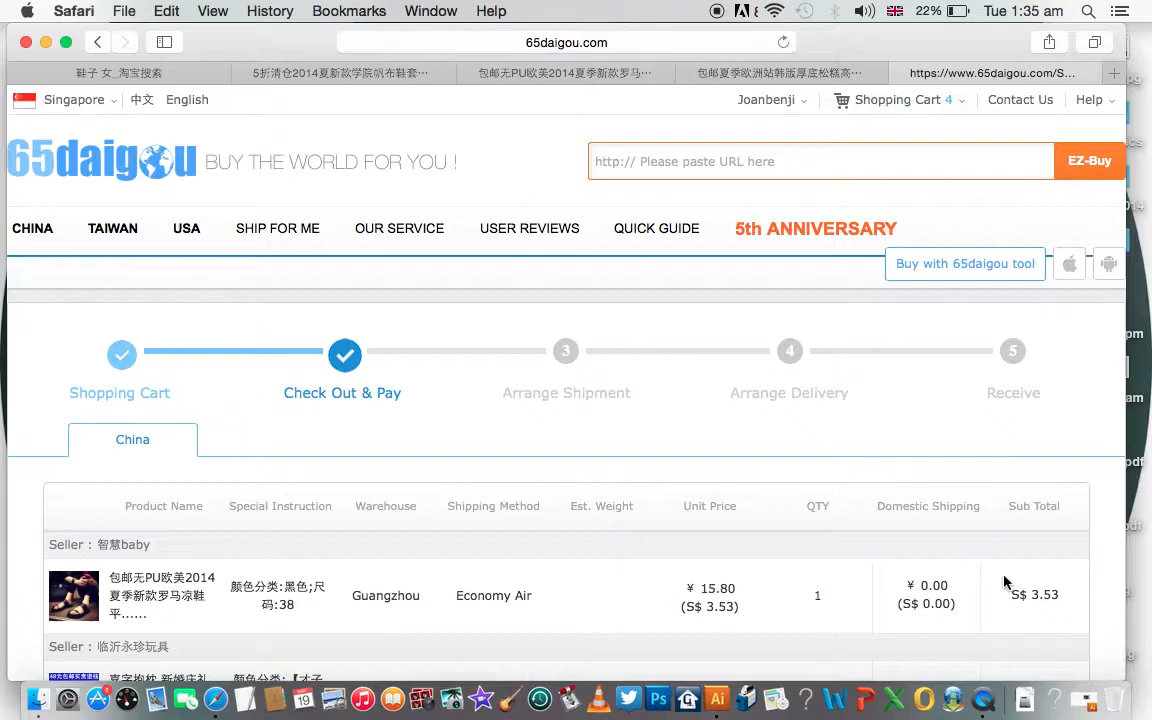 Safari File Edit View History Bookmarks Window Help 22% Tue 1:35 am
65daigou.com
鞋子 女_淘宝搜索 5折清仓2014夏新款学院帆布鞋套… 包邮无PU欧美2014夏季新款罗马… 包邮夏季欧洲站韩版厚底松糕高… https://www.65daigou.com/S...
Singapore 中文 English Joanbenji Shopping Cart 4 Contact Us Help
65daigou BUY THE WORLD FOR YOU ! http:// Please paste URL here EZ-Buy
CHINA TAIWAN USA SHIP FOR ME OUR SERVICE USER REVIEWS QUICK GUIDE 5th ANNIVERSARY
Buy with 65daigou tool
3 4 5
Shopping Cart Check Out & Pay Arrange Shipment Arrange Delivery Receive
China
Product Name Special Instruction Warehouse Shipping Method Est. Weight Unit Price QTY Domestic Shipping Sub Total
Seller : 智慧baby
包邮无PU欧美2014
夏季新款罗马凉鞋
平......
颜色分类:黑色;尺
码:38
Guangzhou Economy Air
¥ 15.80
(S$ 3.53)
1
¥ 0.00
(S$ 0.00)
S$ 3.53
Seller : 临沂永珍玩具